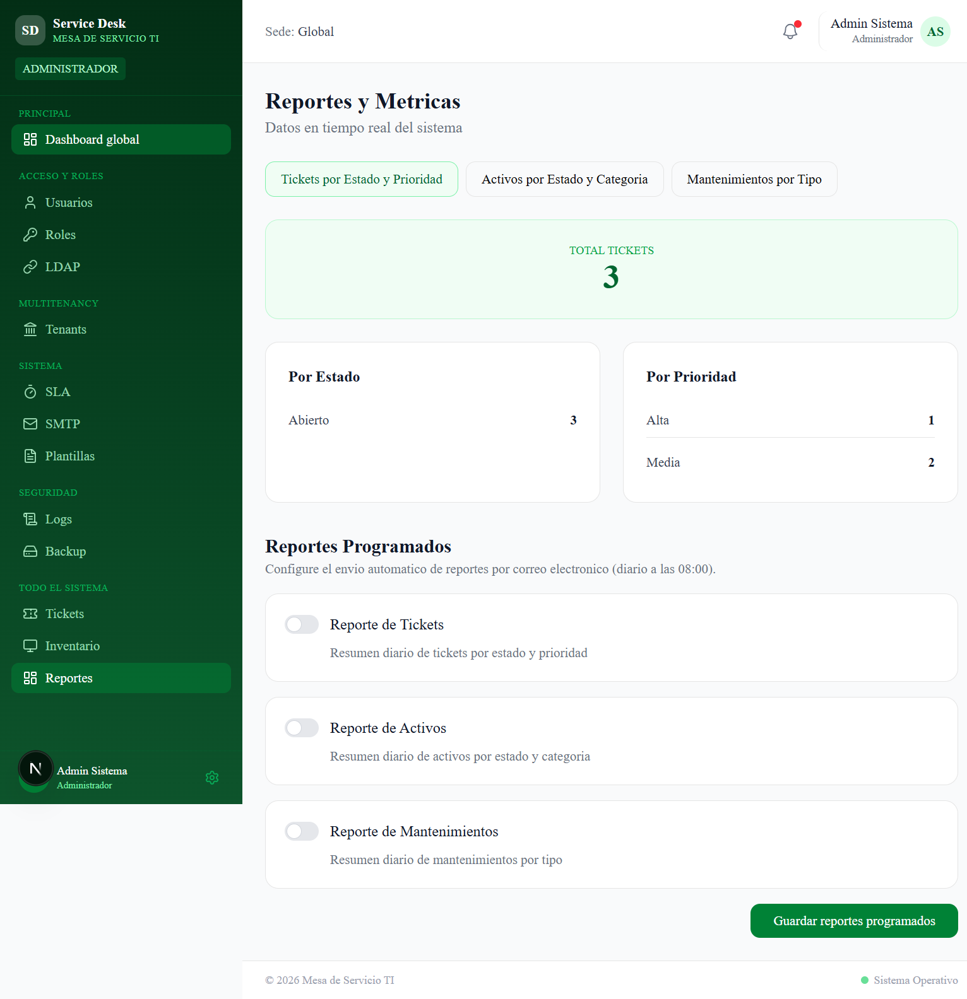 SD
Service Desk
MESA DE SERVICIO TI
ADMINISTRADOR
PRINCIPAL
Dashboard global
ACCESO Y ROLES
Usuarios
Roles
LDAP
MULTITENANCY
Tenants
SISTEMA
SLA
SMTP
Plantillas
SEGURIDAD
Logs
Backup
TODO EL SISTEMA
Tickets
Inventario
Reportes
N
Admin Sistema
Administrador
Sede: Global
Admin Sistema
Administrador
AS
Reportes y Metricas
Datos en tiempo real del sistema
Tickets por Estado y Prioridad
Activos por Estado y Categoria
Mantenimientos por Tipo
TOTAL TICKETS
3
Por Estado
Abierto 3
Por Prioridad
Alta 1
Media 2
Reportes Programados
Configure el envio automatico de reportes por correo electronico (diario a las 08:00).
Reporte de Tickets
Resumen diario de tickets por estado y prioridad
Reporte de Activos
Resumen diario de activos por estado y categoria
Reporte de Mantenimientos
Resumen diario de mantenimientos por tipo
Guardar reportes programados
© 2026 Mesa de Servicio TI
Sistema Operativo